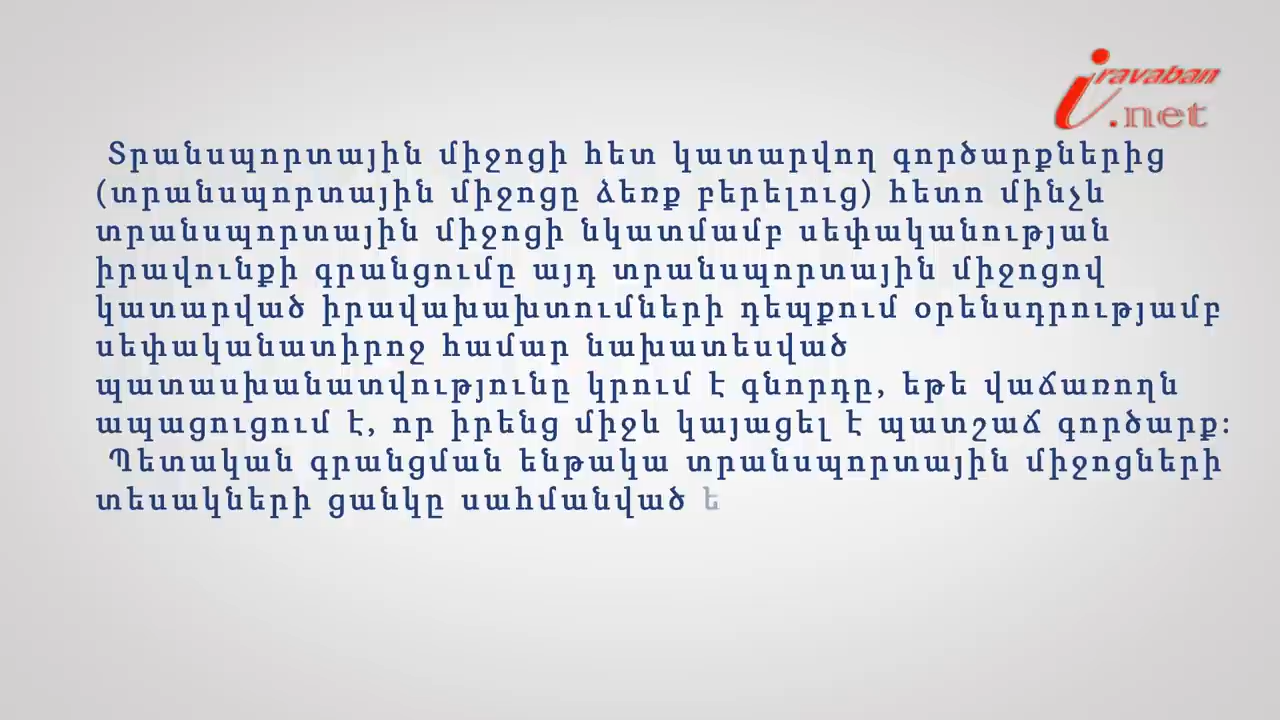 iravaban
.net
Տրանսպորտային միջոցի հետ կատարվող գործարքներից
(տրանսպորտային միջոցը ձեռք բերելուց) հետո մինչև
տրանսպորտային միջոցի նկատմամբ սեփականության
իրավունքի գրանցումը այդ տրանսպորտային միջոցով
կատարված իրավախախտումների դեպքում օրենսդրությամբ
սեփականատիրոջ համար նախատեսված
պատասխանատվությունը կրում է գնորդը, եթե վաճառողն
ապացուցում է, որ իրենց միջև կայացել է պատշաճ գործարք:
Պետական գրանցման ենթակա տրանսպորտային միջոցների
տեսակների ցանկը սահմանված ե